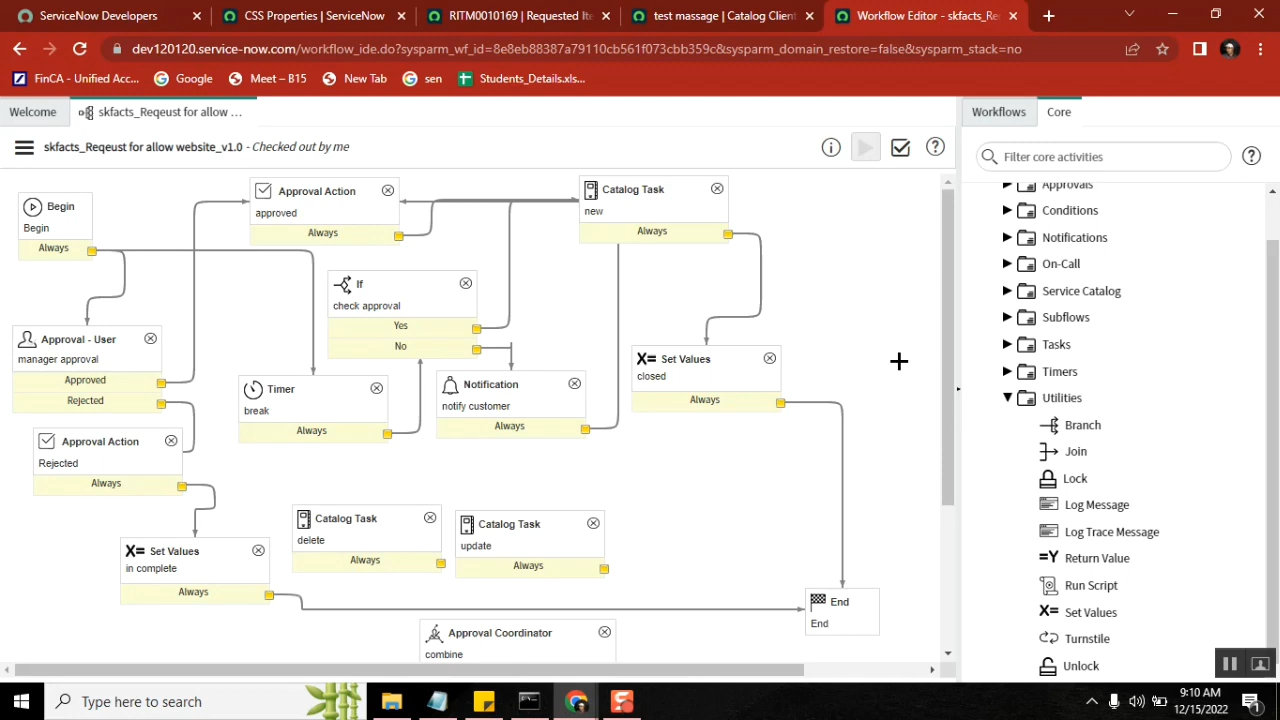 ServiceNow Developers
CSS Properties | ServiceNow
RITM0010169 | Requested Ite
test massage | Catalog Client
Workflow Editor - skfacts_Re
dev120120.service-now.com/workflow_ide.do?sysparm_wf_id=8e8eb88387a79110cb561f073cbb359c&sysparm_domain_restore=false&sysparm_stack=no
FinCA - Unified Acc...
Google
Meet – B15
New Tab
sen
Students_Details.xls...
Welcome
skfacts_Reqeust for allow ...
Workflows
Core
skfacts_Reqeust for allow website_v1.0 - Checked out by me
Filter core activities
Begin
Begin
Always
Approval Action
approved
Always
Catalog Task
new
Always
If
check approval
Yes
No
Approval - User
manager approval
Approved
Rejected
Timer
break
Always
Notification
notify customer
Always
X= Set Values
closed
Always
Approval Action
Rejected
Always
X= Set Values
in complete
Always
Catalog Task
delete
Always
Catalog Task
update
Always
End
End
Approval Coordinator
combine
Approvals
Conditions
Notifications
On-Call
Service Catalog
Subflows
Tasks
Timers
Utilities
Branch
Join
Lock
Log Message
Log Trace Message
=Y Return Value
Run Script
X= Set Values
Turnstile
Unlock
Type here to search
9:10 AM
12/15/2022
1